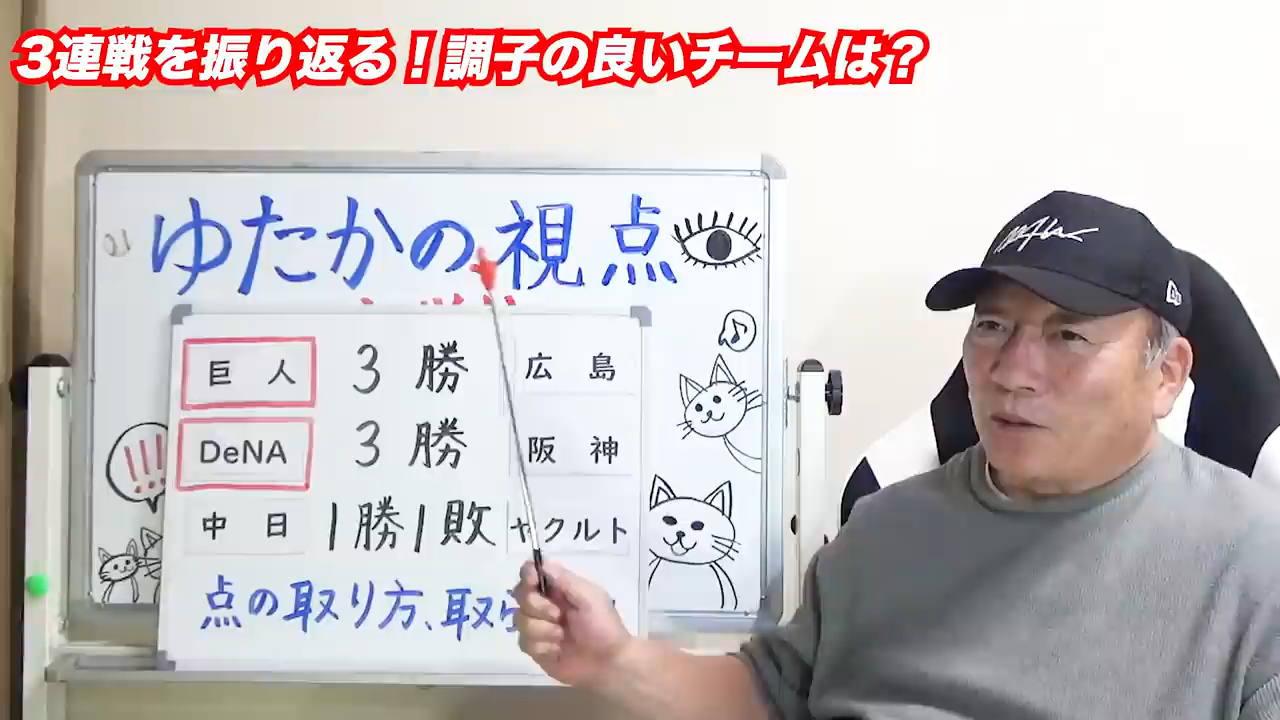 3連戦を振り返る！調子の良いチームは？
ゆたかの視点
巨人 3勝 広島
DeNA 3勝 阪神
中日 1勝1敗 ヤクルト
点の取り方、取ら
!!!